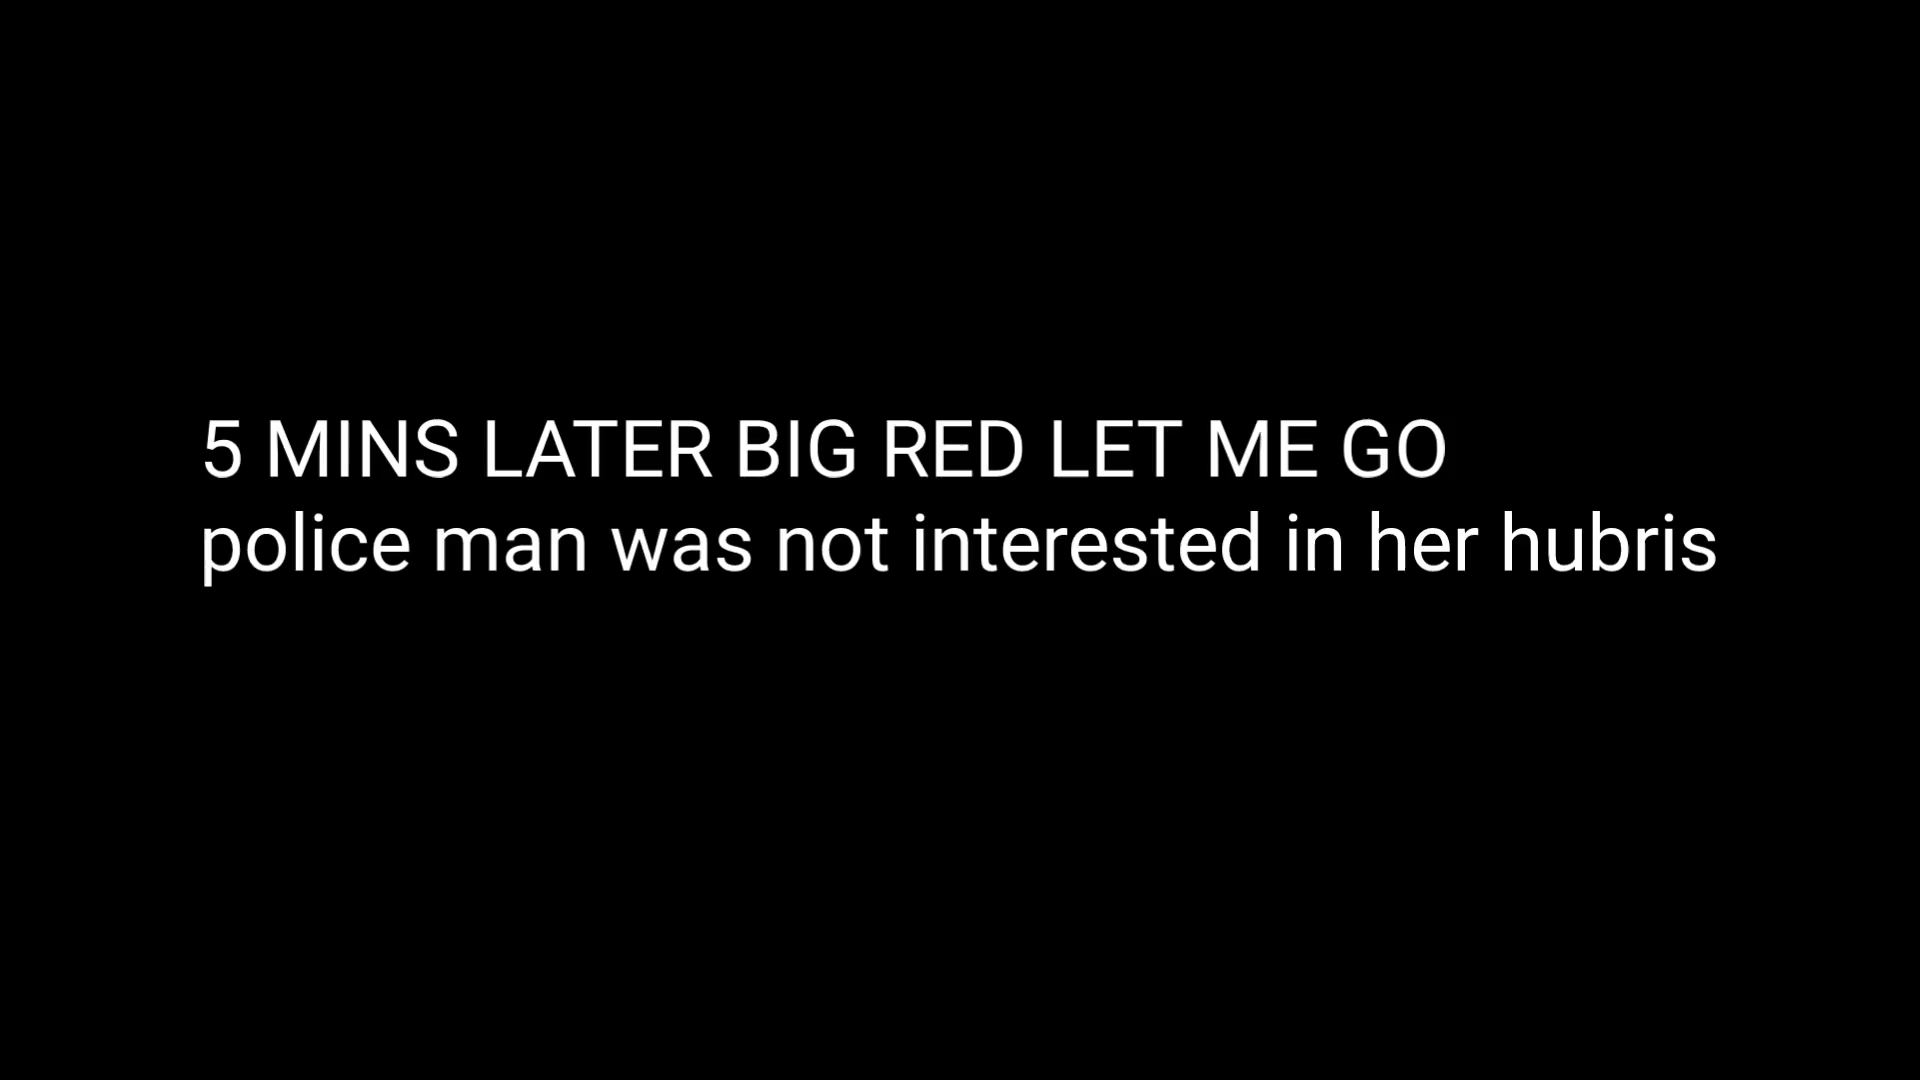 5 MINS LATER BIG RED LET ME GO
police man was not interested in her hubris